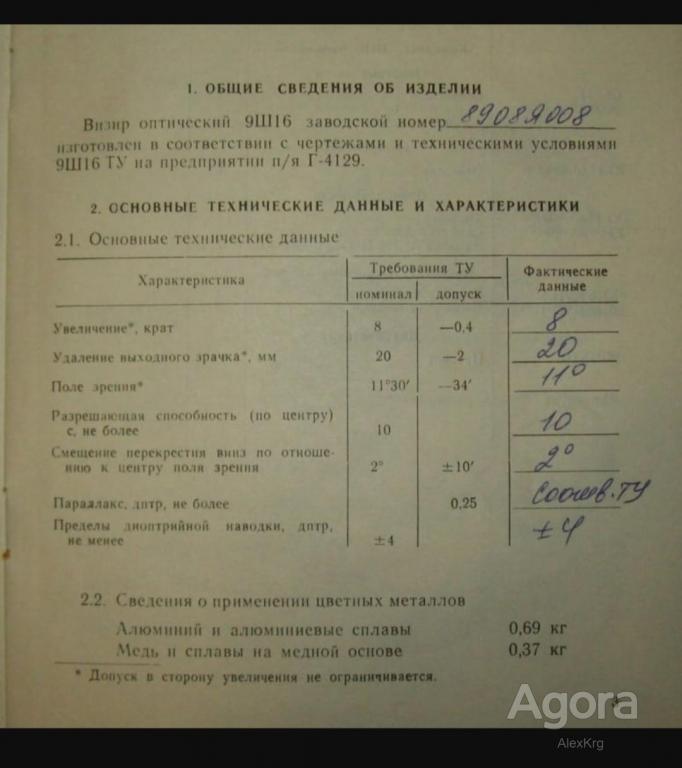 1. ОБЩИЕ СВЕДЕНИЯ ОБ ИЗДЕЛИИ
Визир оптический 9Ш16 заводской номер 89089008
изготовлен в соответствии с чертежами и техническими условиями
9Ш16 ТУ на предприятии п/я Г-4129.
2. ОСНОВНЫЕ ТЕХНИЧЕСКИЕ ДАННЫЕ И ХАРАКТЕРИСТИКИ
2.1. Основные технические данные
Характеристика Требования ТУ Фактические
номинал допуск данные
Увеличение*, крат 8 —0,4 8
Удаление выходного зрачка*, мм 20 —2 20
Поле зрения* 11°30′ —34′ 11°
Разрешающая способность (по центру)
с, не более 10 10
Смещение перекрестия вниз по отноше-
нию к центру поля зрения 2° ±10′ 2°
Параллакс, дптр, не более 0,25 Соотв. ТУ
Пределы диоптрийной наводки, дптр,
не менее ±4 ±4
2.2. Сведения о применении цветных металлов
Алюминий и алюминиевые сплавы 0,69 кг
Медь и сплавы на медной основе 0,37 кг
* Допуск в сторону увеличения не ограничивается.
Agora
AlexKrg